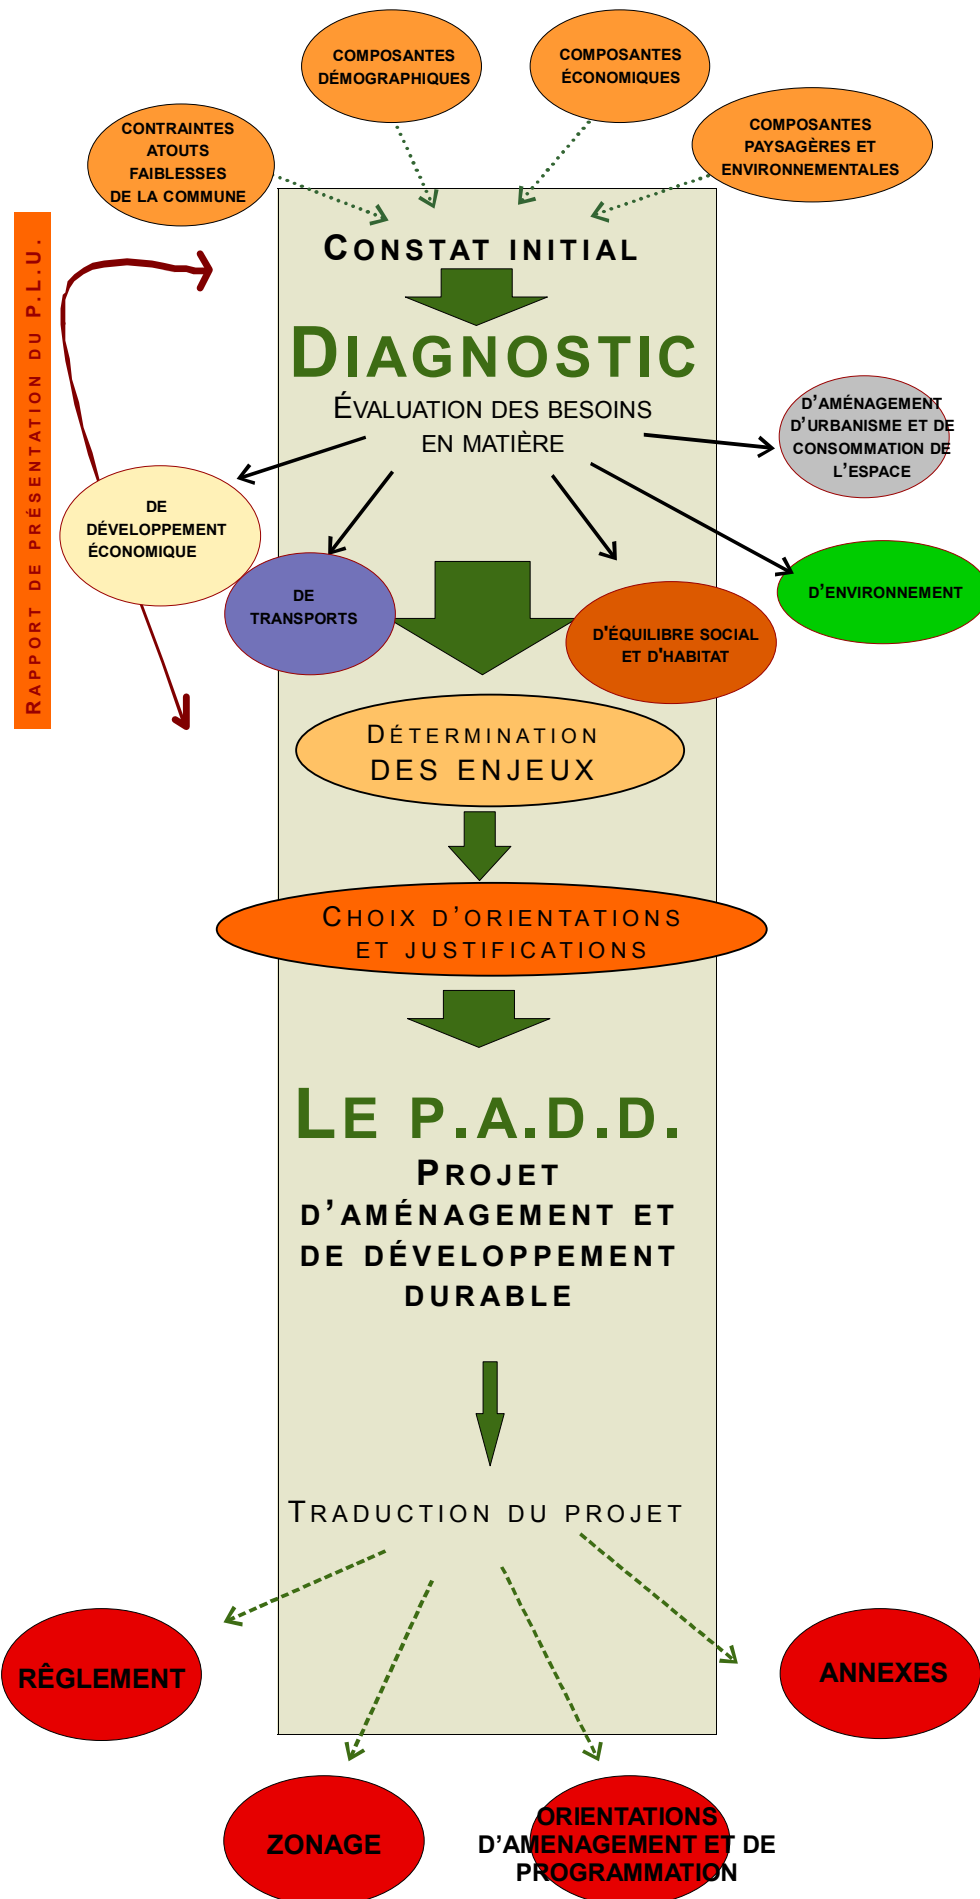 COMPOSANTES
DÉMOGRAPHIQUES
COMPOSANTES
ÉCONOMIQUES
CONTRAINTES
ATOUTS
FAIBLESSES
DE LA COMMUNE
COMPOSANTES
PAYSAGÈRES ET
ENVIRONNEMENTALES
RAPPORT DE PRÉSENTATION DU P.L.U.
CONSTAT INITIAL
DIAGNOSTIC
ÉVALUATION DES BESOINS
EN MATIÈRE
D'AMÉNAGEMENT
D'URBANISME ET DE
CONSOMMATION DE
L'ESPACE
DE
DÉVELOPPEMENT
ÉCONOMIQUE
DE
TRANSPORTS
D'ÉQUILIBRE SOCIAL
ET D'HABITAT
D'ENVIRONNEMENT
DÉTERMINATION
DES ENJEUX
CHOIX D'ORIENTATIONS
ET JUSTIFICATIONS
LE P.A.D.D.
PROJET
D'AMÉNAGEMENT ET
DE DÉVELOPPEMENT
DURABLE
TRADUCTION DU PROJET
RÊGLEMENT
ANNEXES
ZONAGE
ORIENTATIONS
D'AMENAGEMENT ET DE
PROGRAMMATION